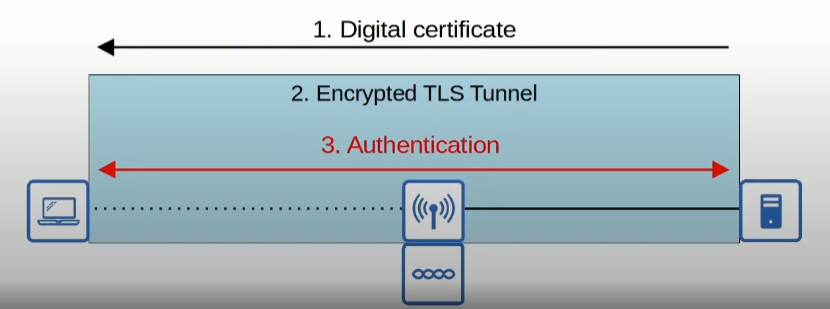 1. Digital certificate
2. Encrypted TLS Tunnel
3. Authentication